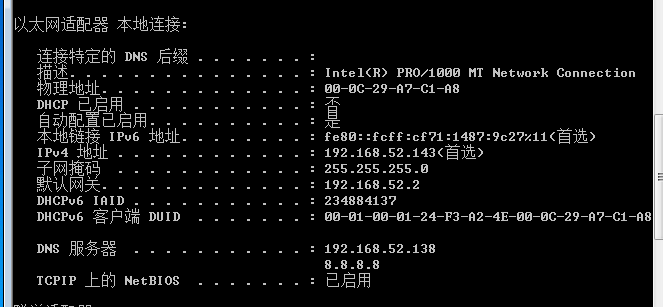 以太网适配器 本地连接:
连接特定的 DNS 后缀 . . . . . . . :
描述. . . . . . . . . . . . . . . : Intel(R) PRO/1000 MT Network Connection
物理地址. . . . . . . . . . . . . : 00-0C-29-A7-C1-A8
DHCP 已启用 . . . . . . . . . . . : 否
自动配置已启用. . . . . . . . . . : 是
本地链接 IPv6 地址. . . . . . . . : fe80::fcff:cf71:1487:9c27%11(首选)
IPv4 地址 . . . . . . . . . . . . : 192.168.52.143(首选)
子网掩码 . . . . . . . . . . . . : 255.255.255.0
默认网关. . . . . . . . . . . . . : 192.168.52.2
DHCPv6 IAID . . . . . . . . . . . : 234884137
DHCPv6 客户端 DUID . . . . . . . : 00-01-00-01-24-F3-A2-4E-00-0C-29-A7-C1-A8
DNS 服务器 . . . . . . . . . . . : 192.168.52.138
8.8.8.8
TCPIP 上的 NetBIOS . . . . . . . : 已启用